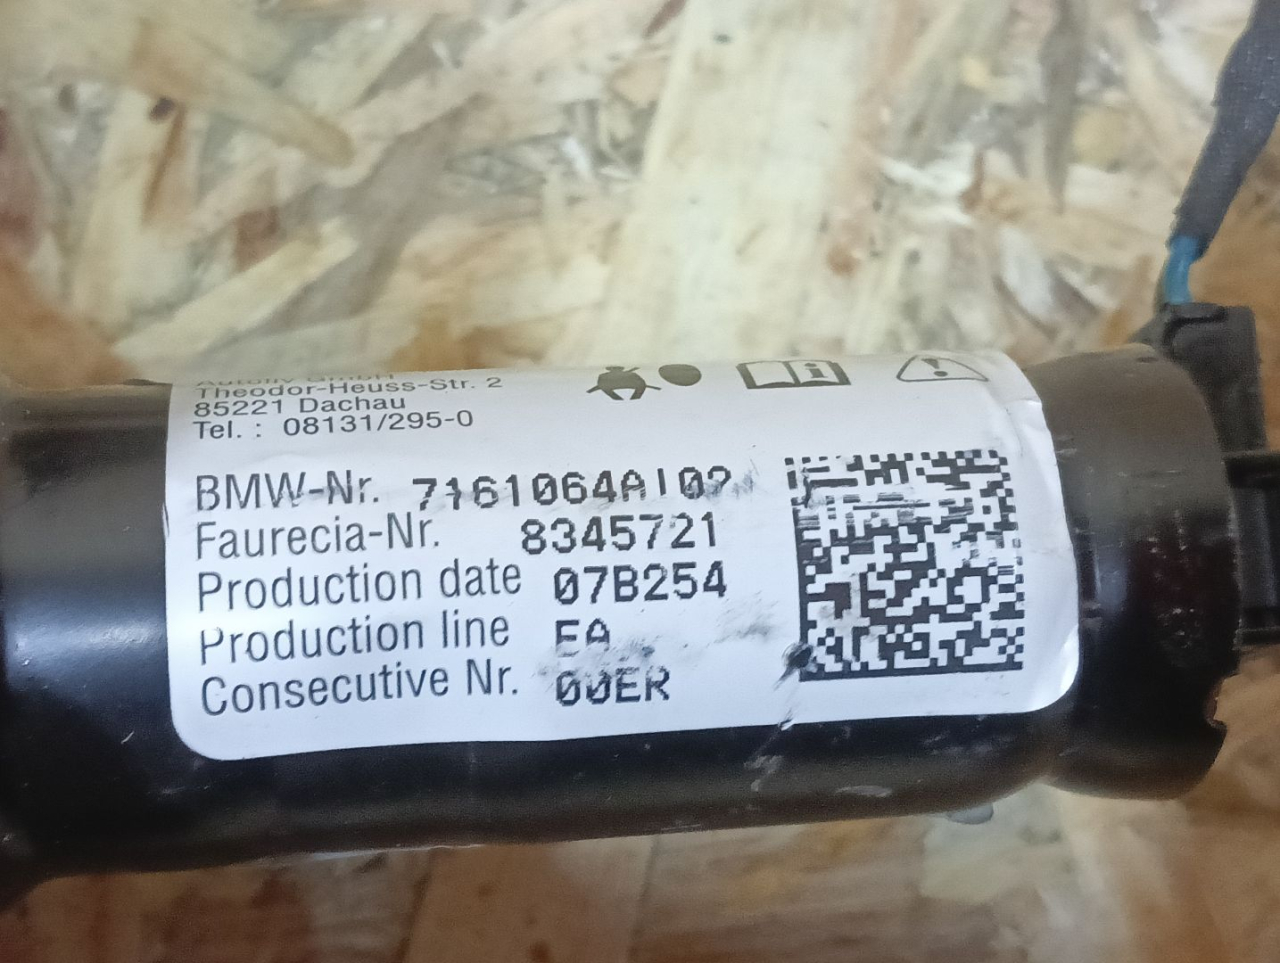 Theodor-Heuss-Str. 2
85221 Dachau
Tel. : 08131/295-0
BMW-Nr. 7161064AI02
Faurecia-Nr. 8345721
Production date 07B254
Production line EA
Consecutive Nr. 00ER